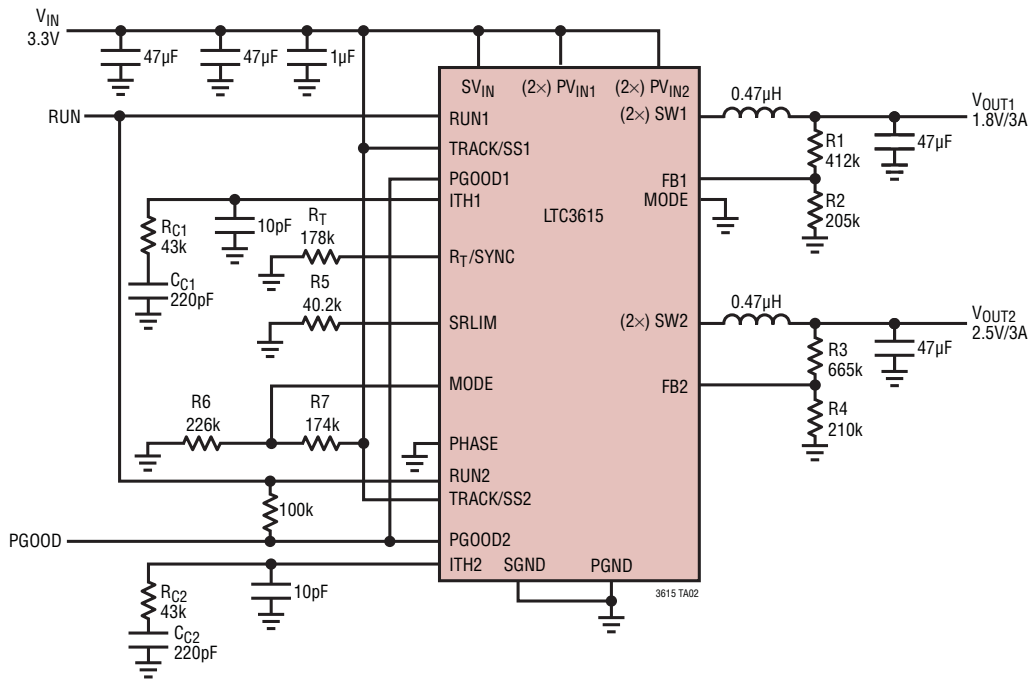 VIN
3.3V
47µF
47µF
1µF
SVIN
(2×) PVIN1
(2×) PVIN2
(2×) SW1
0.47µH
VOUT1
1.8V/3A
RUN
RUN1
R1
412k
47µF
TRACK/SS1
PGOOD1
FB1
ITH1
MODE
LTC3615
R2
205k
RC1
43k
10pF
RT
178k
RT/SYNC
CC1
220pF
R5
40.2k
SRLIM
(2×) SW2
0.47µH
VOUT2
2.5V/3A
R3
665k
47µF
MODE
FB2
R6
226k
R7
174k
R4
210k
PHASE
RUN2
TRACK/SS2
100k
PGOOD
PGOOD2
ITH2
SGND
PGND
3615 TA02
RC2
43k
10pF
CC2
220pF